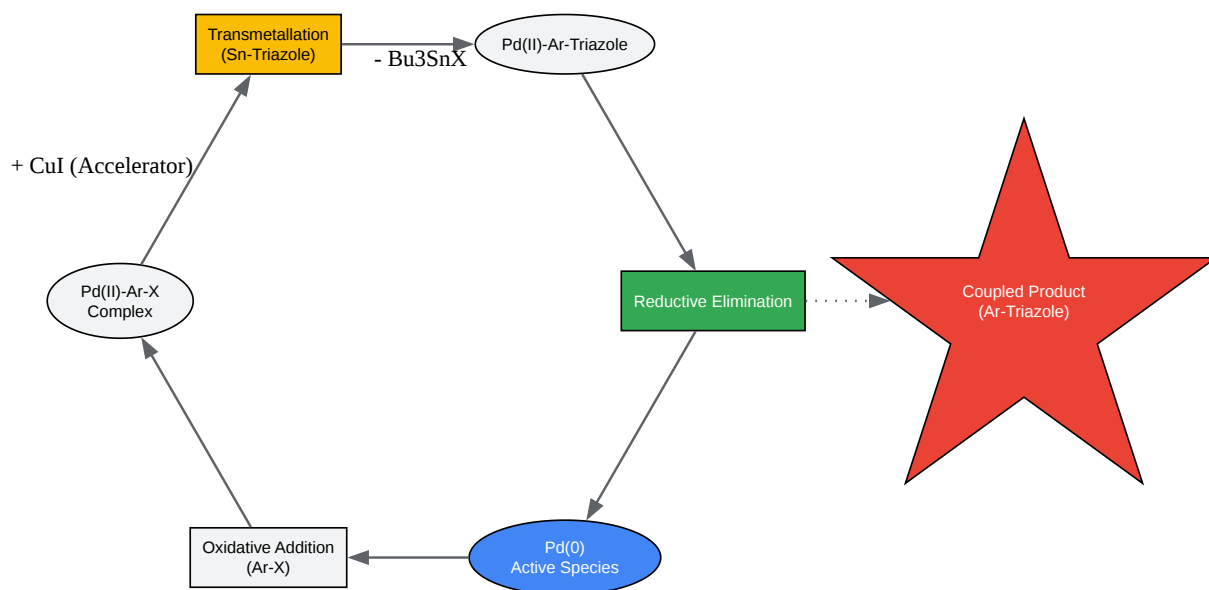 Transmetallation
(Sn-Triazole)
- Bu3SnX
Pd(II)-Ar-Triazole
+ CuI (Accelerator)
Pd(II)-Ar-X
Complex
Reductive Elimination
Coupled Product
(Ar-Triazole)
Oxidative Addition
(Ar-X)
Pd(0)
Active Species